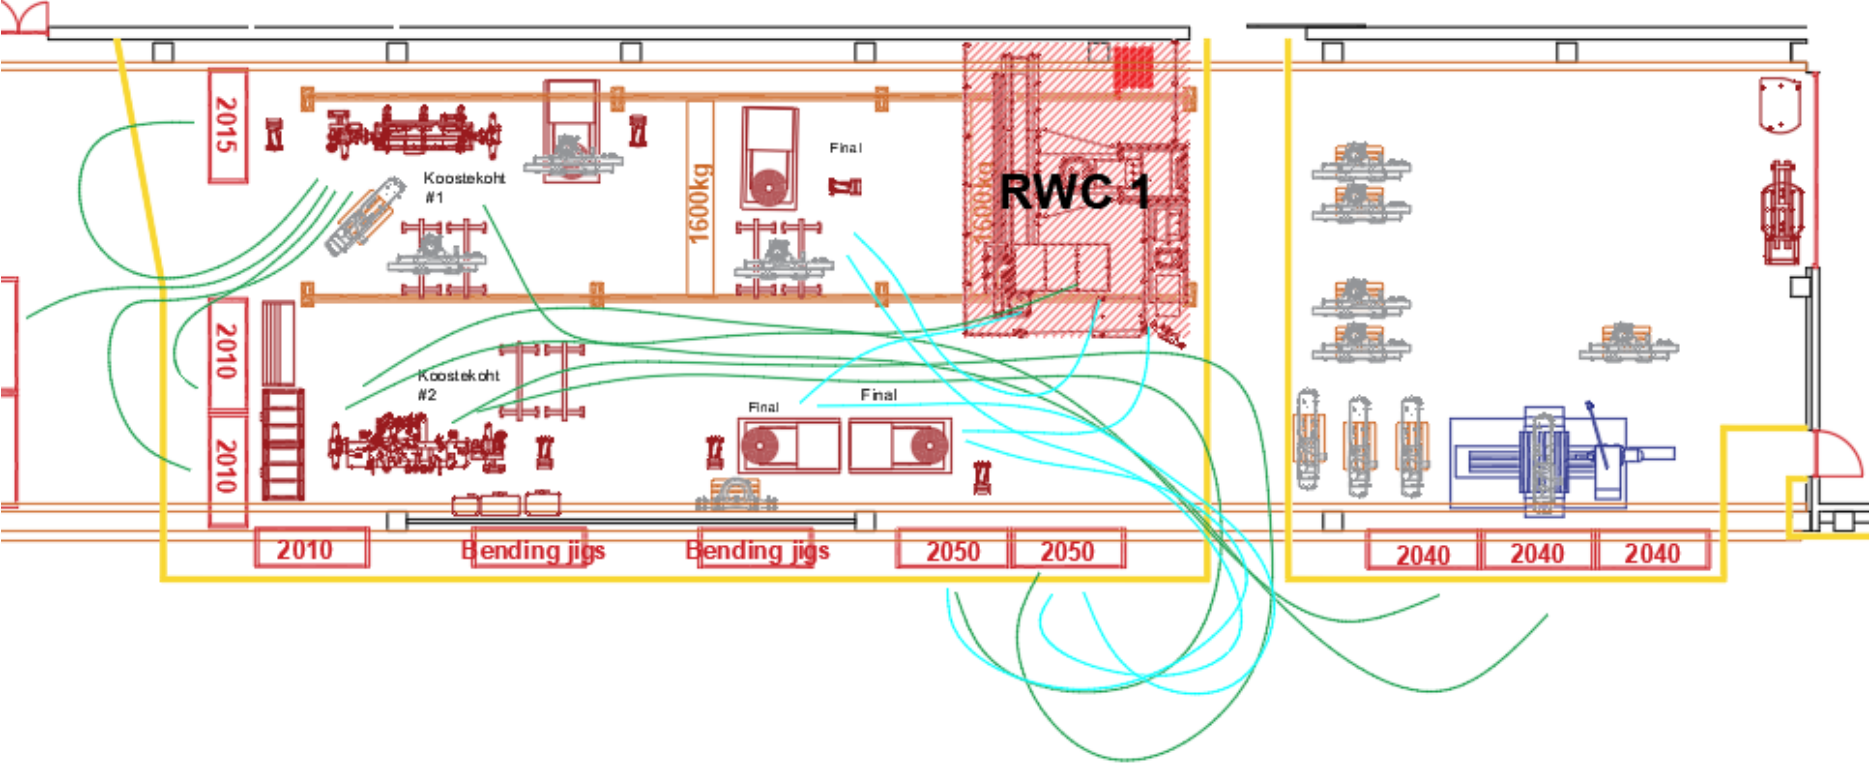 2015
Koostekoht
#1
1600kg
Final
1600kg
RWC 1
2010
Koostekoht
#2
Final
Final
2010
2010
Bending jigs
Bending jigs
2050
2050
2040
2040
2040